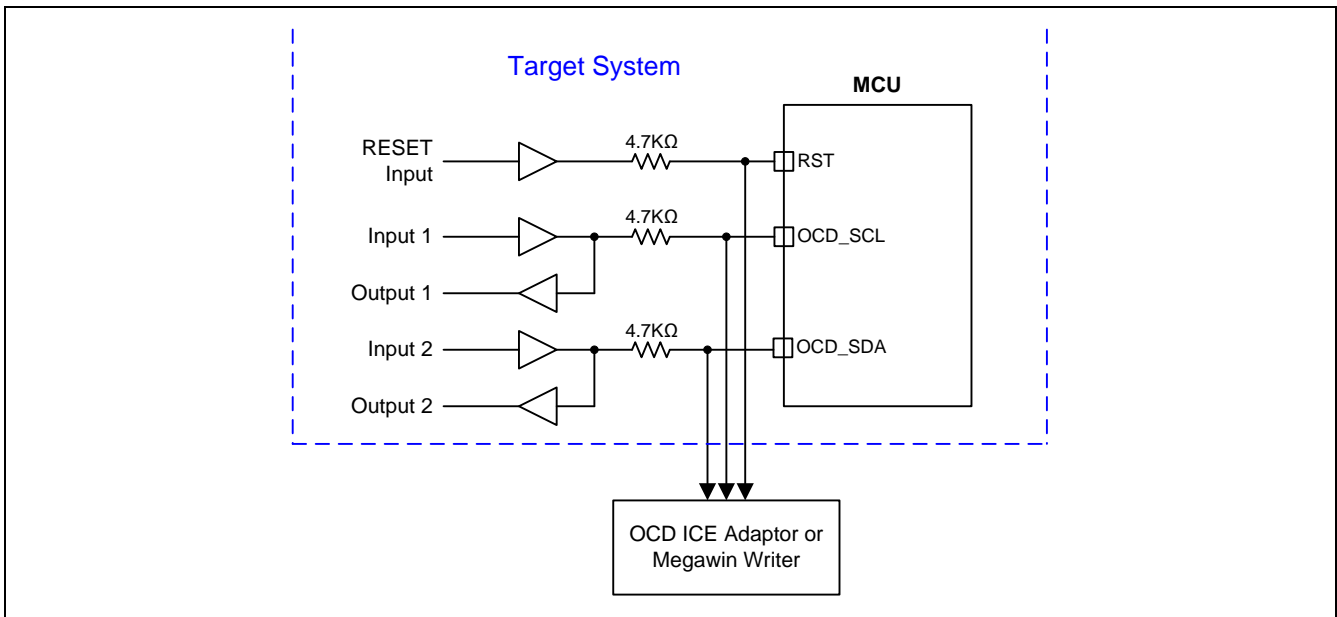 Target System
MCU
RESET
Input
4.7KΩ
RST
Input 1
4.7KΩ
OCD_SCL
Output 1
Input 2
4.7KΩ
OCD_SDA
Output 2
OCD ICE Adaptor or
Megawin Writer